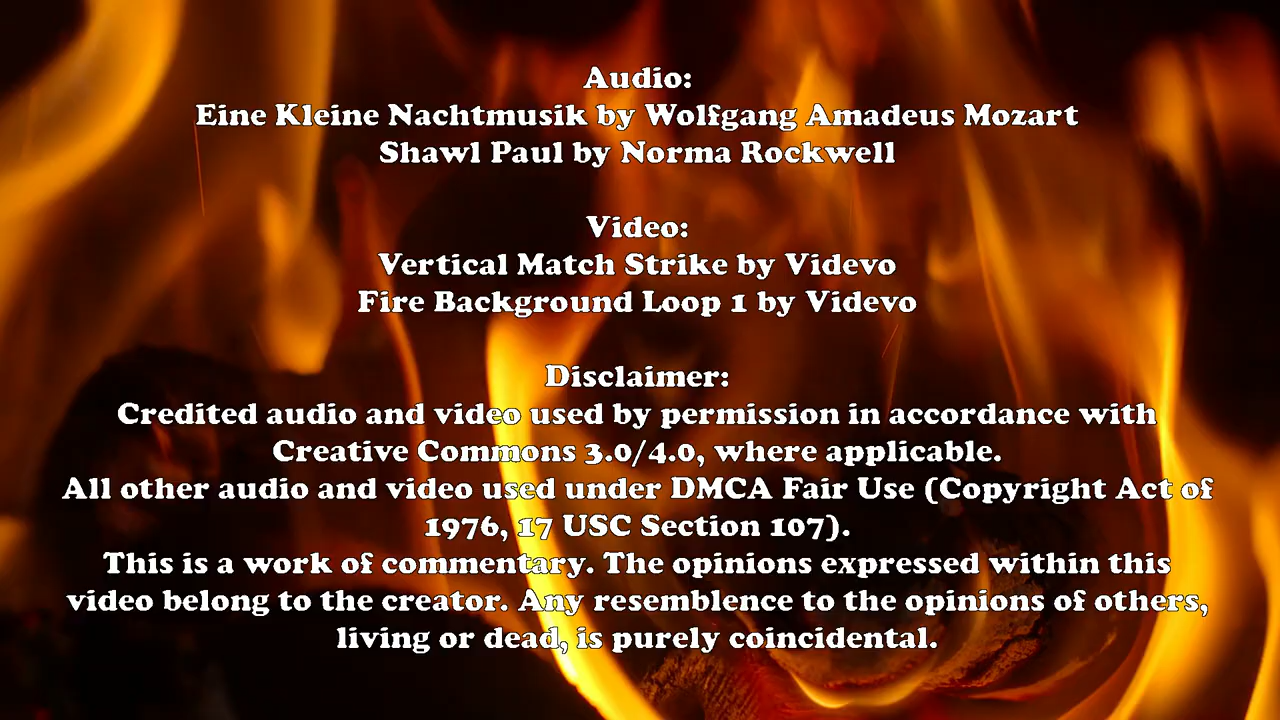 Audio:
Eine Kleine Nachtmusik by Wolfgang Amadeus Mozart
Shawl Paul by Norma Rockwell
Video:
Vertical Match Strike by Videvo
Fire Background Loop 1 by Videvo
Disclaimer:
Credited audio and video used by permission in accordance with
Creative Commons 3.0/4.0, where applicable.
All other audio and video used under DMCA Fair Use (Copyright Act of
1976, 17 USC Section 107).
This is a work of commentary. The opinions expressed within this
video belong to the creator. Any resemblence to the opinions of others,
living or dead, is purely coincidental.